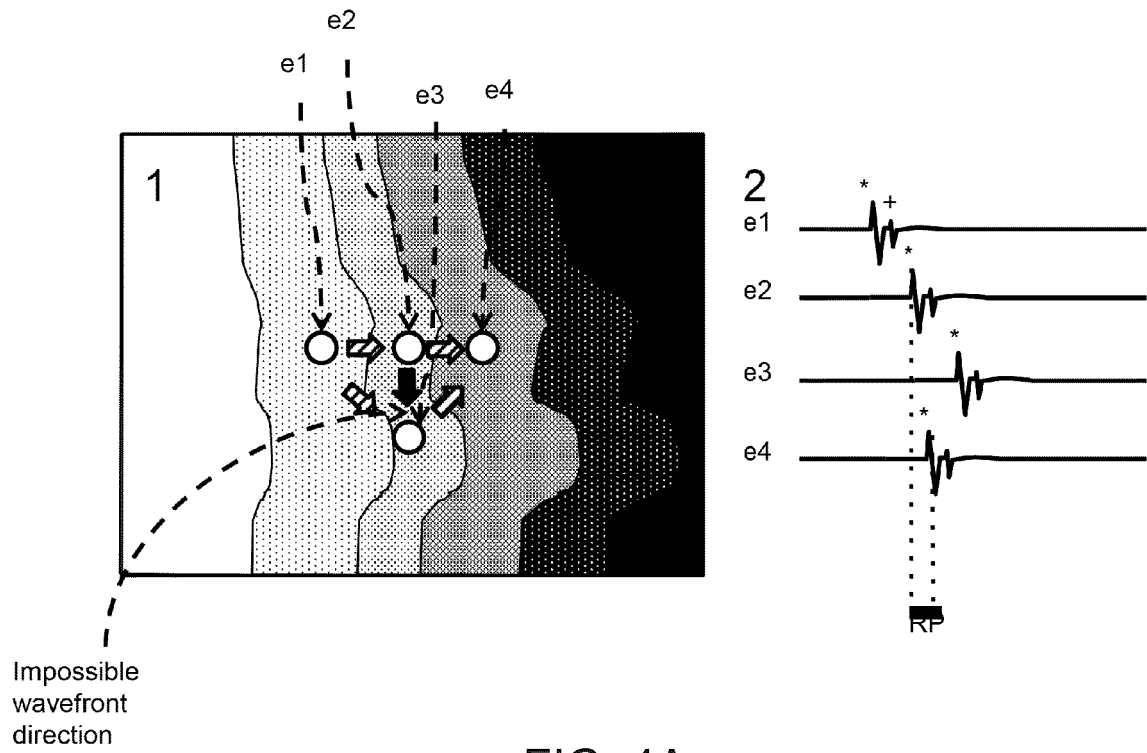 e2
e1
e3
e4
1
2
*
+
e1
*
e2
*
e3
*
e4
RP
Impossible
wavefront
direction